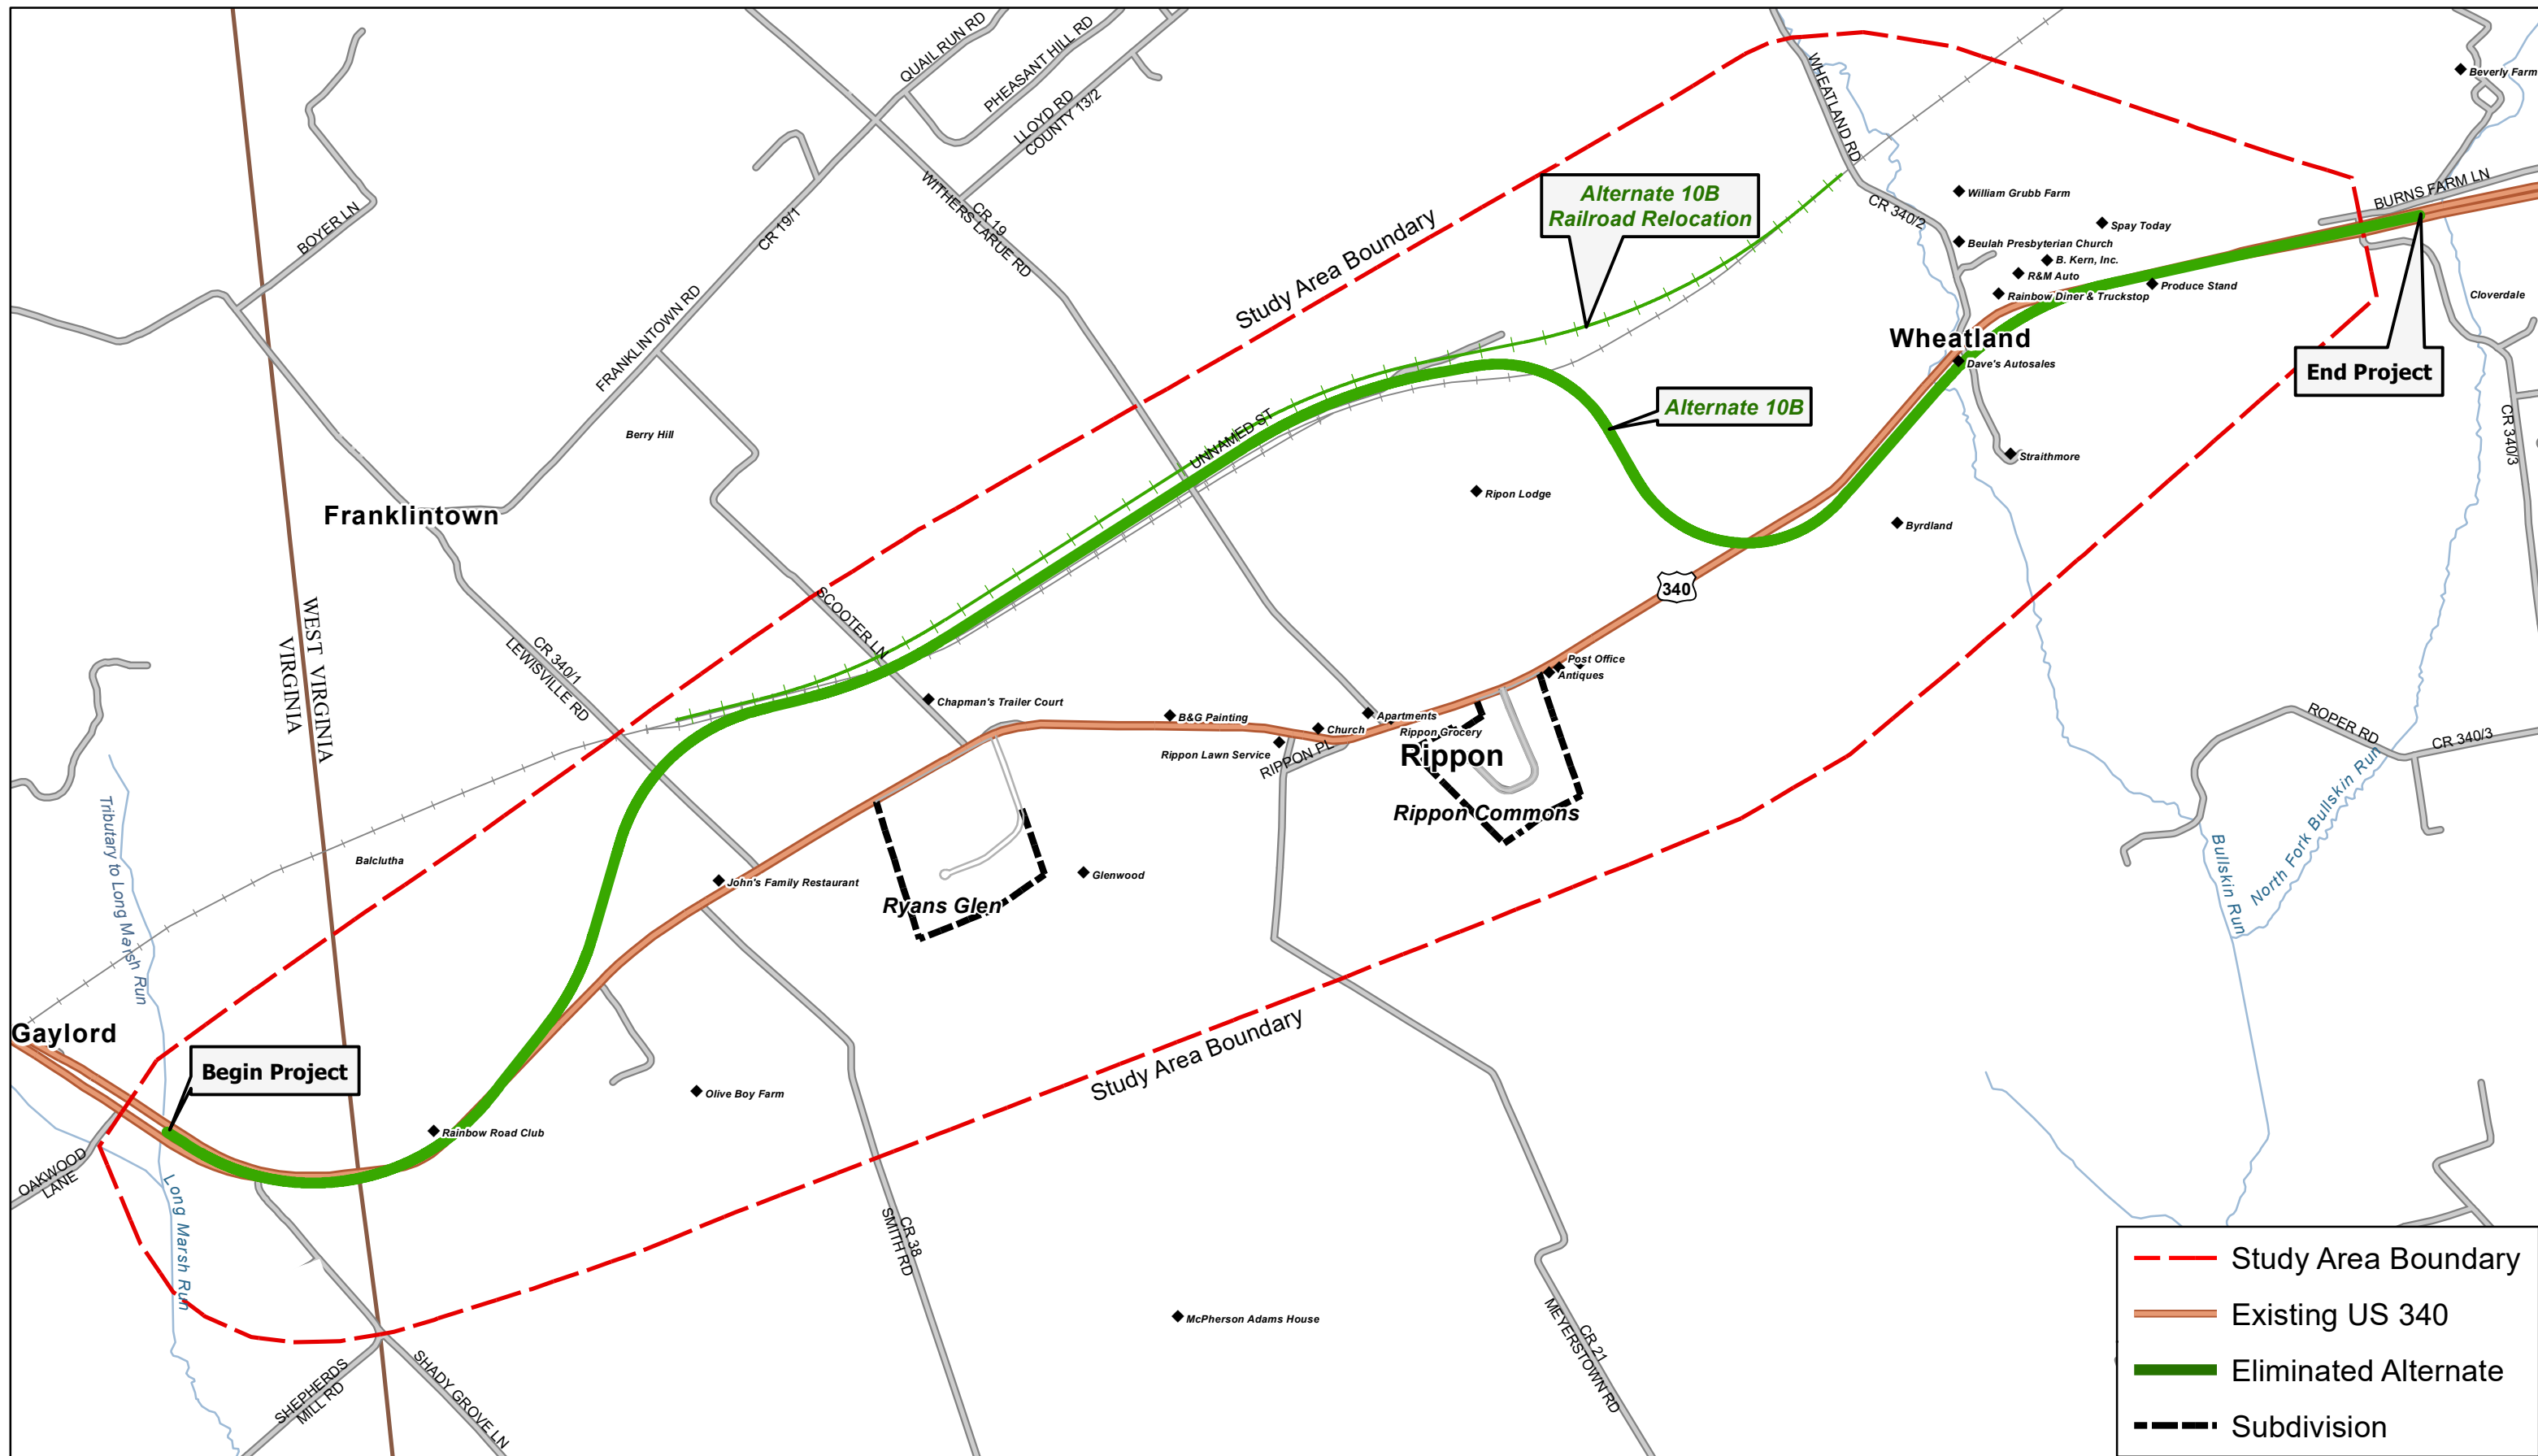 QUAIL RUN RD
PHEASANT HILL RD
LLOYD RD
COUNTY 13/2
WHEATLAND RD
Beverly Farm
BURNS FARM LN
BOYER LN
CR 19/1
WITHERS LARUE RD
CR 19
Alternate 10B
Railroad Relocation
CR 340/2
William Grubb Farm
Spay Today
Beulah Presbyterian Church
B. Kern, Inc.
R&M Auto
Produce Stand
Rainbow Diner & Truckstop
Cloverdale
Study Area Boundary
FRANKLINTOWN RD
Wheatland
Dave's Autosales
End Project
Alternate 10B
UNNAMED ST
Berry Hill
CR 340/3
Straithmore
Ripon Lodge
Franklintown
Byrdland
340
SCOOTER LN
WEST VIRGINIA
VIRGINIA
CR 340/1
LEWISVILLE RD
Post Office
Antiques
Chapman's Trailer Court
B&G Painting
Apartments
Church
Rippon Grocery
Rippon Lawn Service
RIPPON PL
Rippon
ROPER RD
CR 340/3
Rippon Commons
Tributary to Long Marsh Run
Balclutha
John's Family Restaurant
Glenwood
Ryans Glen
Bullskin Run
North Fork Bullskin Run
Gaylord
Begin Project
Study Area Boundary
Olive Boy Farm
Rainbow Road Club
OAKWOOD
LANE
Long Marsh Run
CR 38
SMITH RD
McPherson Adams House
CR 21
MEYERSTOWN RD
SHEPHERDS
MILL RD
SHADY GROVE LN
Study Area Boundary
Existing US 340
Eliminated Alternate
Subdivision